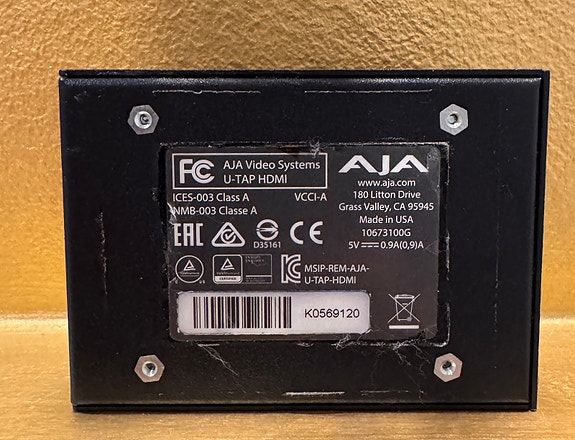 FC AJA Video Systems
U-TAP HDMI
ICES-003 Class A VCCI-A
NMB-003 Classe A
EAC D35161 CE
MSIP-REM-AJA-
U-TAP-HDMI
K0569120
AJA
www.aja.com
180 Litton Drive
Grass Valley, CA 95945
Made in USA
10673100G
5V 0.9A(0,9)A